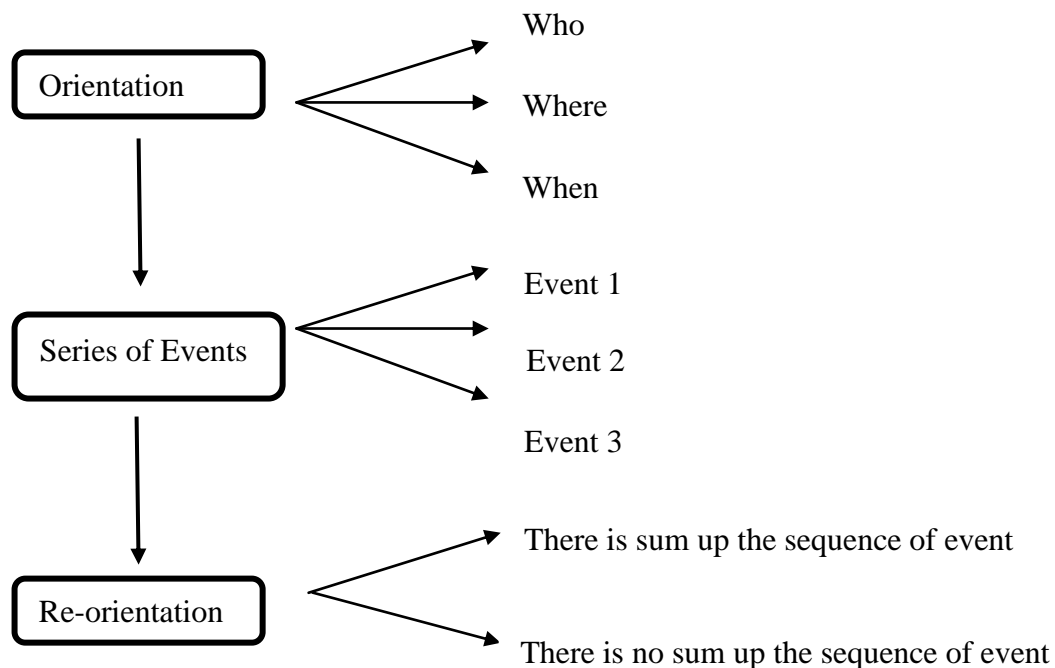 Orientation
Who
Where
When
Series of Events
Event 1
Event 2
Event 3
Re-orientation
There is sum up the sequence of event
There is no sum up the sequence of event